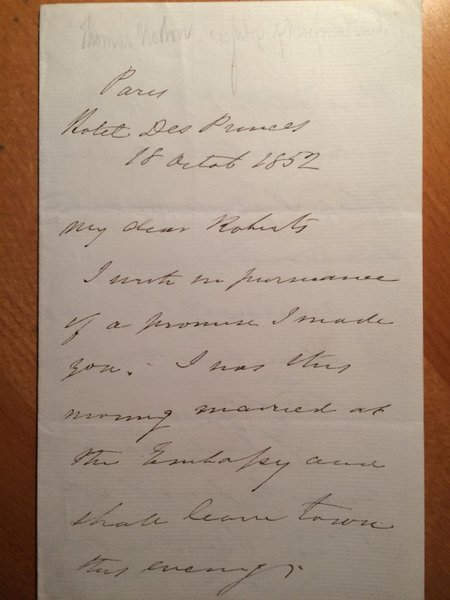 Thomas
Paris
Hotel Des Princes
18 Octob 1852
My dear Roberts
I write in pursuance
of a promise I made
you. I was this
morning married at
the Embassy and
shall leave town
this evening.